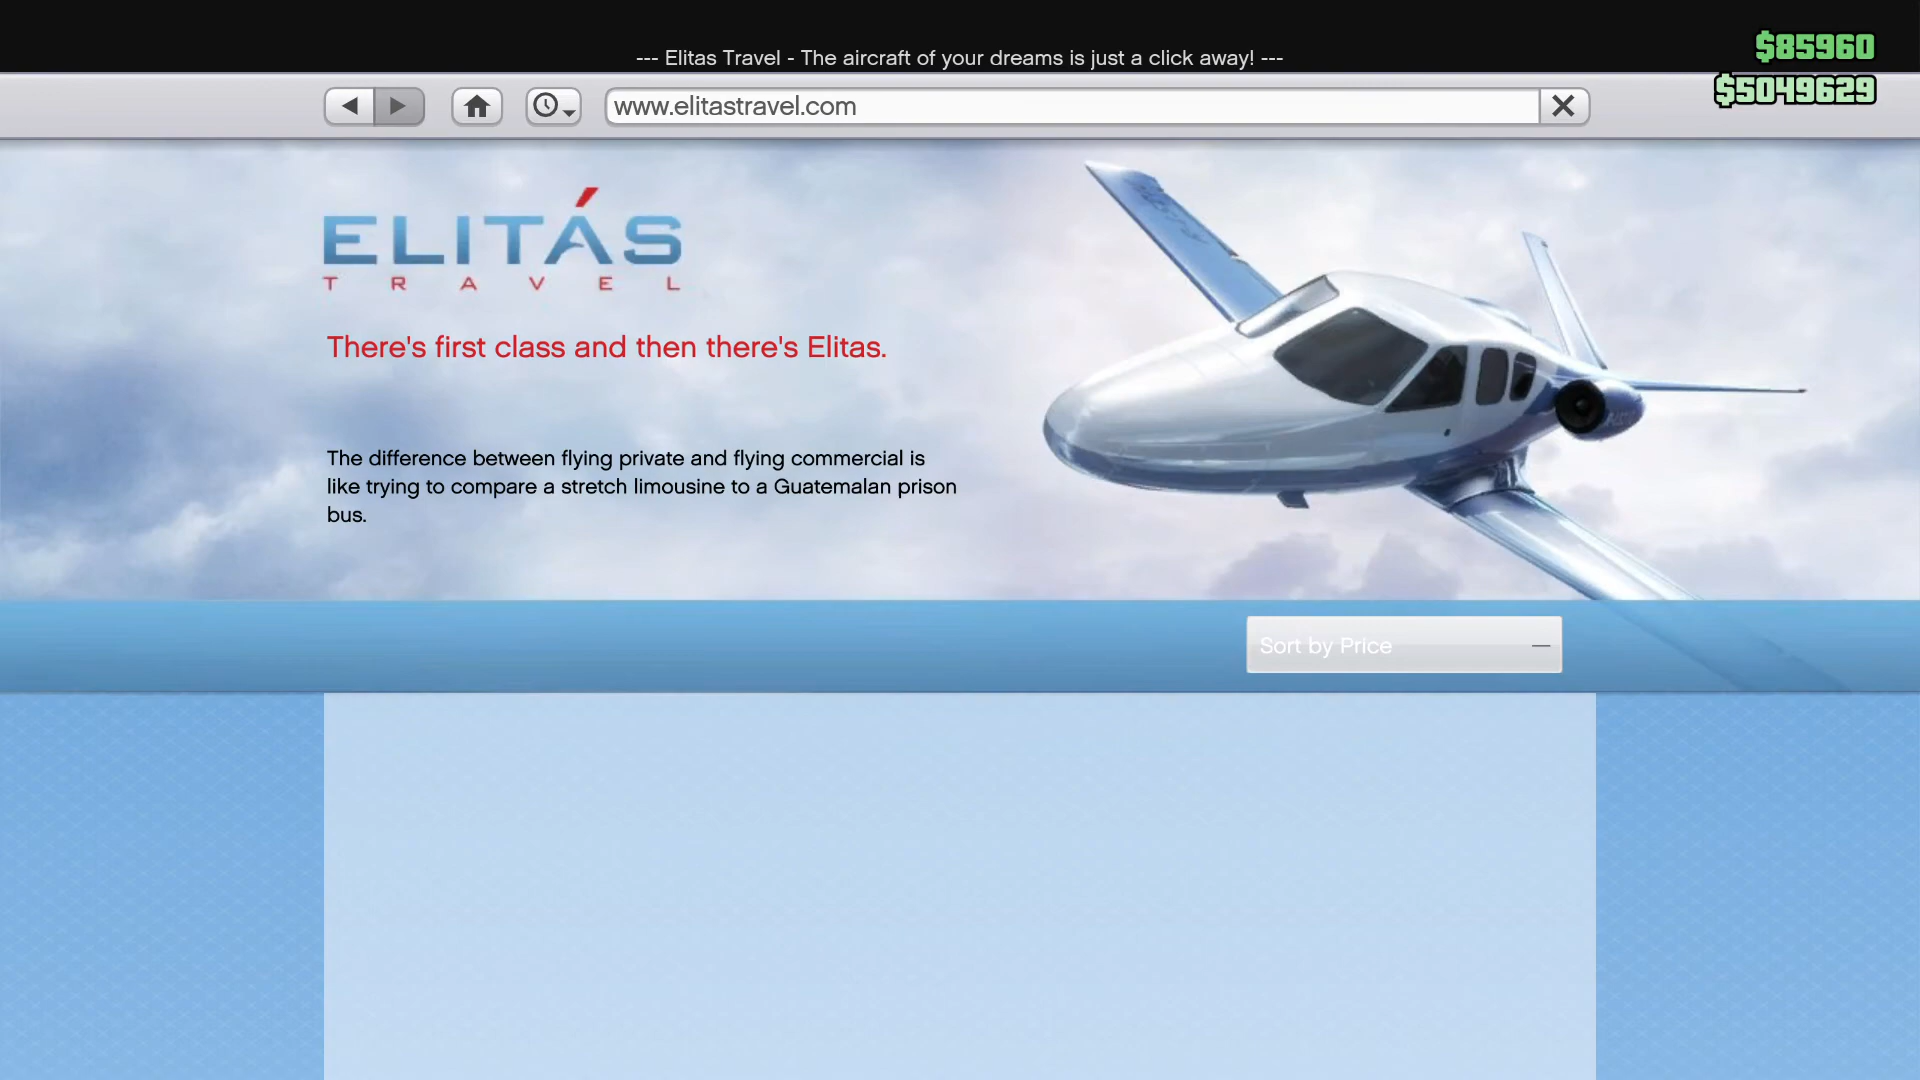 --- Elitas Travel - The aircraft of your dreams is just a click away! ---
$85960
$5049629
www.elitastravel.com
ELITÁS
TRAVEL
There's first class and then there's Elitas.
The difference between flying private and flying commercial is
like trying to compare a stretch limousine to a Guatemalan prison
bus.
Sort by Price